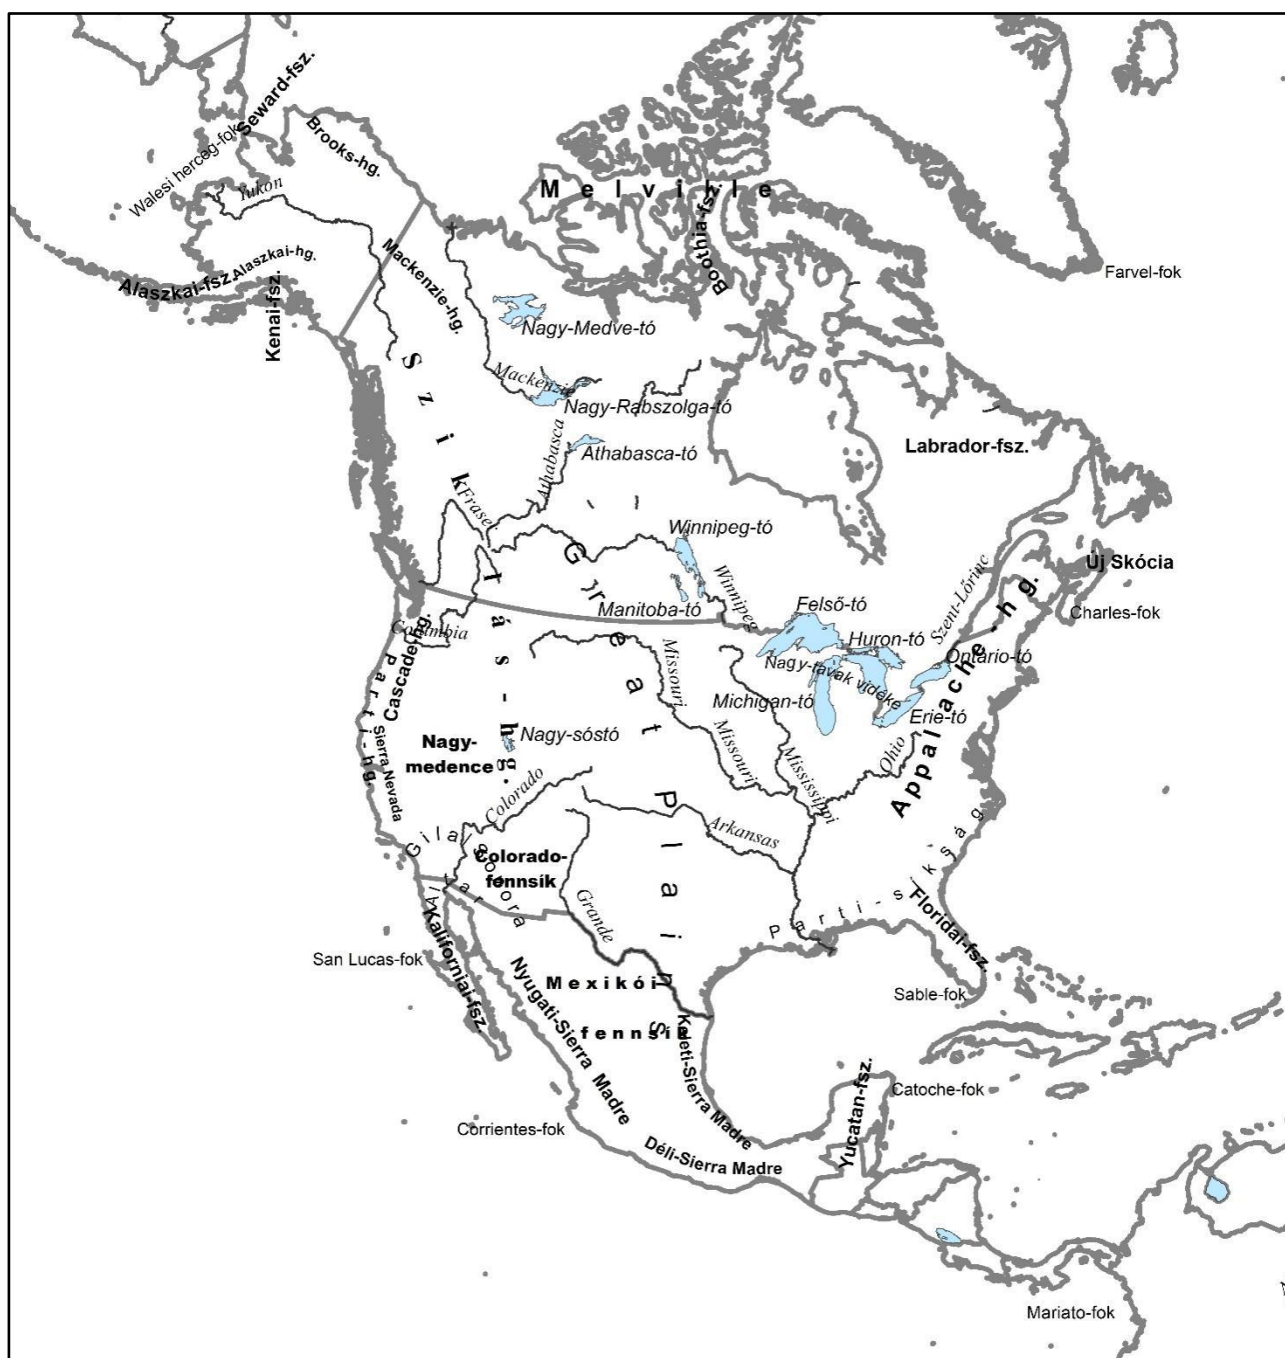 Seward-fsz.
Walesi herceg-fok
Brooks-hg.
Yukon
Melville
Boothia-fsz.
Farvel-fok
Mackenzie-hg.
Alaszkai-hg.
Alaszkai-fsz.
Kenai-fsz.
Nagy-Medve-tó
Mackenzie
Nagy-Rabszolga-tó
Athabasca
Athabasca-tó
Labrador-fsz.
Sziklás-hg.
Fraser
Winnipeg-tó
Great Plains
Winnipeg
Manitoba-tó
Szent-Lőrinc
Új Skócia
Charles-fok
Felső-tó
Huron-tó
Ontario-tó
Nagy-tavak vidéke
Michigan-tó
Erie-tó
Appalache-hg.
Columbia
Cascade-hg.
Parti-hg.
Sierra Nevada
Missouri
Nagy-sóstó
Nagy-
medence
Missouri
Mississippi
Ohio
Colorado
Arkansas
Gila
Sonora
Colorado-
fennsík
Grande
Parti-síkság
Floridai-fsz.
San Lucas-fok
Kaliforniai-fsz.
Mexikói
fennsík
Sable-fok
Nyugati-Sierra Madre
Keleti-Sierra Madre
Catoche-fok
Yucatan-fsz.
Corrientes-fok
Déli-Sierra Madre
Mariato-fok